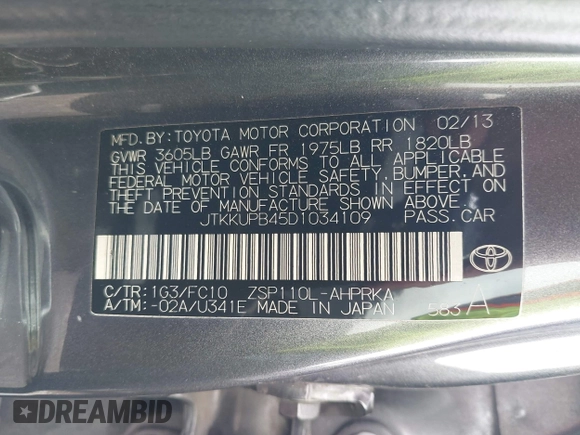 MFD. BY: TOYOTA MOTOR CORPORATION 02/13
GVWR 3605LB GAWR FR 1975LB RR 1820LB
THIS VEHICLE CONFORMS TO ALL APPLICABLE
FEDERAL MOTOR VEHICLE SAFETY, BUMPER, AND
THEFT PREVENTION STANDARDS IN EFFECT ON
THE DATE OF MANUFACTURE SHOWN ABOVE.
JTKKUPB45D1034109 PASS. CAR
C/TR: 1G3/FC10 ZSP110L-AHPRKA
A/TM: -02A/U341E MADE IN JAPAN 583 A
DREAMBID